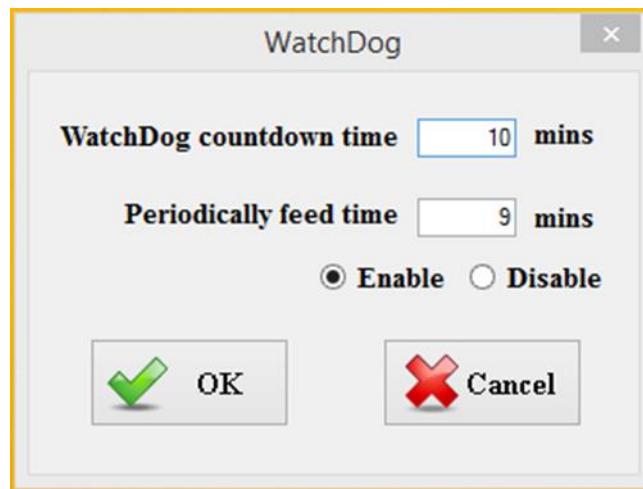 WatchDog
WatchDog countdown time 10 mins
Periodically feed time 9 mins
Enable Disable
OK Cancel